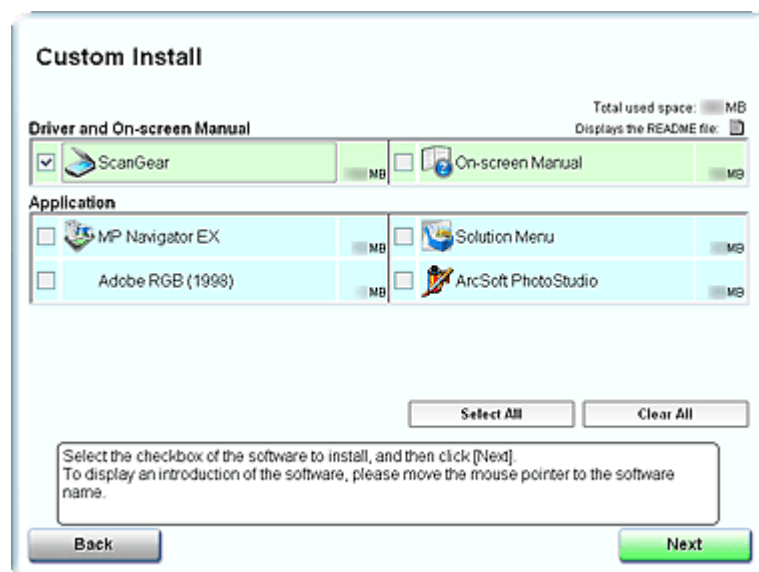 Custom Install
Total used space: MB
Driver and On-screen Manual
Displays the README file:
ScanGear MB
On-screen Manual MB
Application
MP Navigator EX MB
Solution Menu MB
Adobe RGB (1998) MB
ArcSoft PhotoStudio MB
Select All
Clear All
Select the checkbox of the software to install, and then click [Next].
To display an introduction of the software, please move the mouse pointer to the software
name.
Back
Next